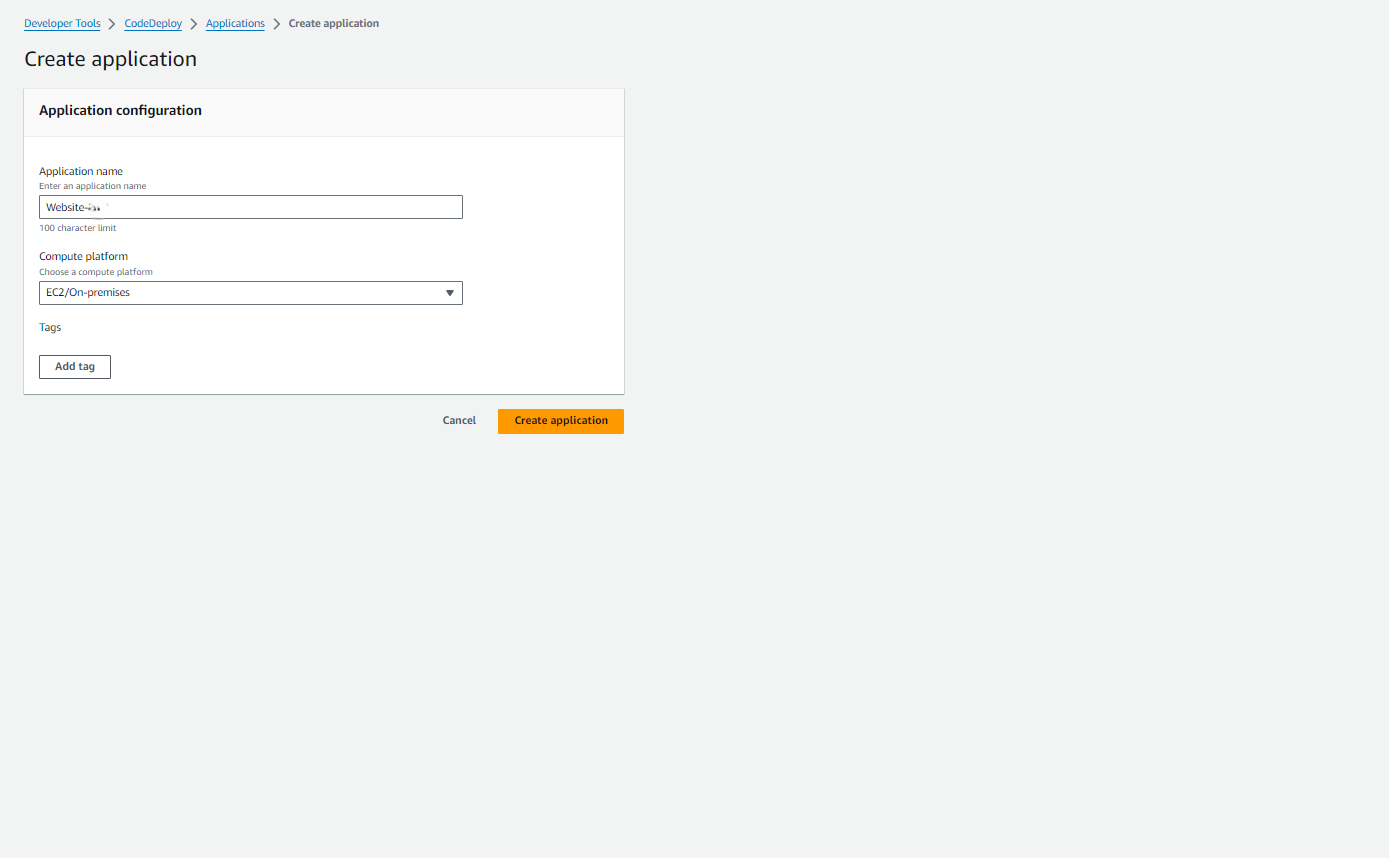 Developer Tools > CodeDeploy > Applications > Create application
Create application
Application configuration
Application name
Enter an application name
Website-
100 character limit
Compute platform
Choose a compute platform
EC2/On-premises
Tags
Add tag
Cancel
Create application